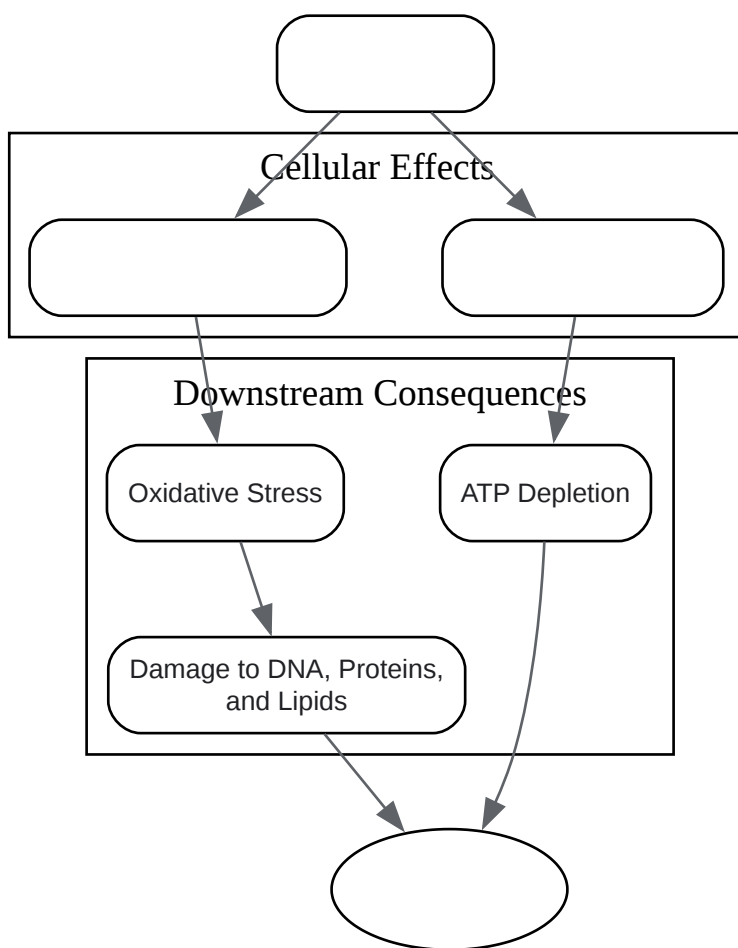 Cellular Effects
Downstream Consequences
Oxidative Stress
ATP Depletion
Damage to DNA, Proteins,
and Lipids